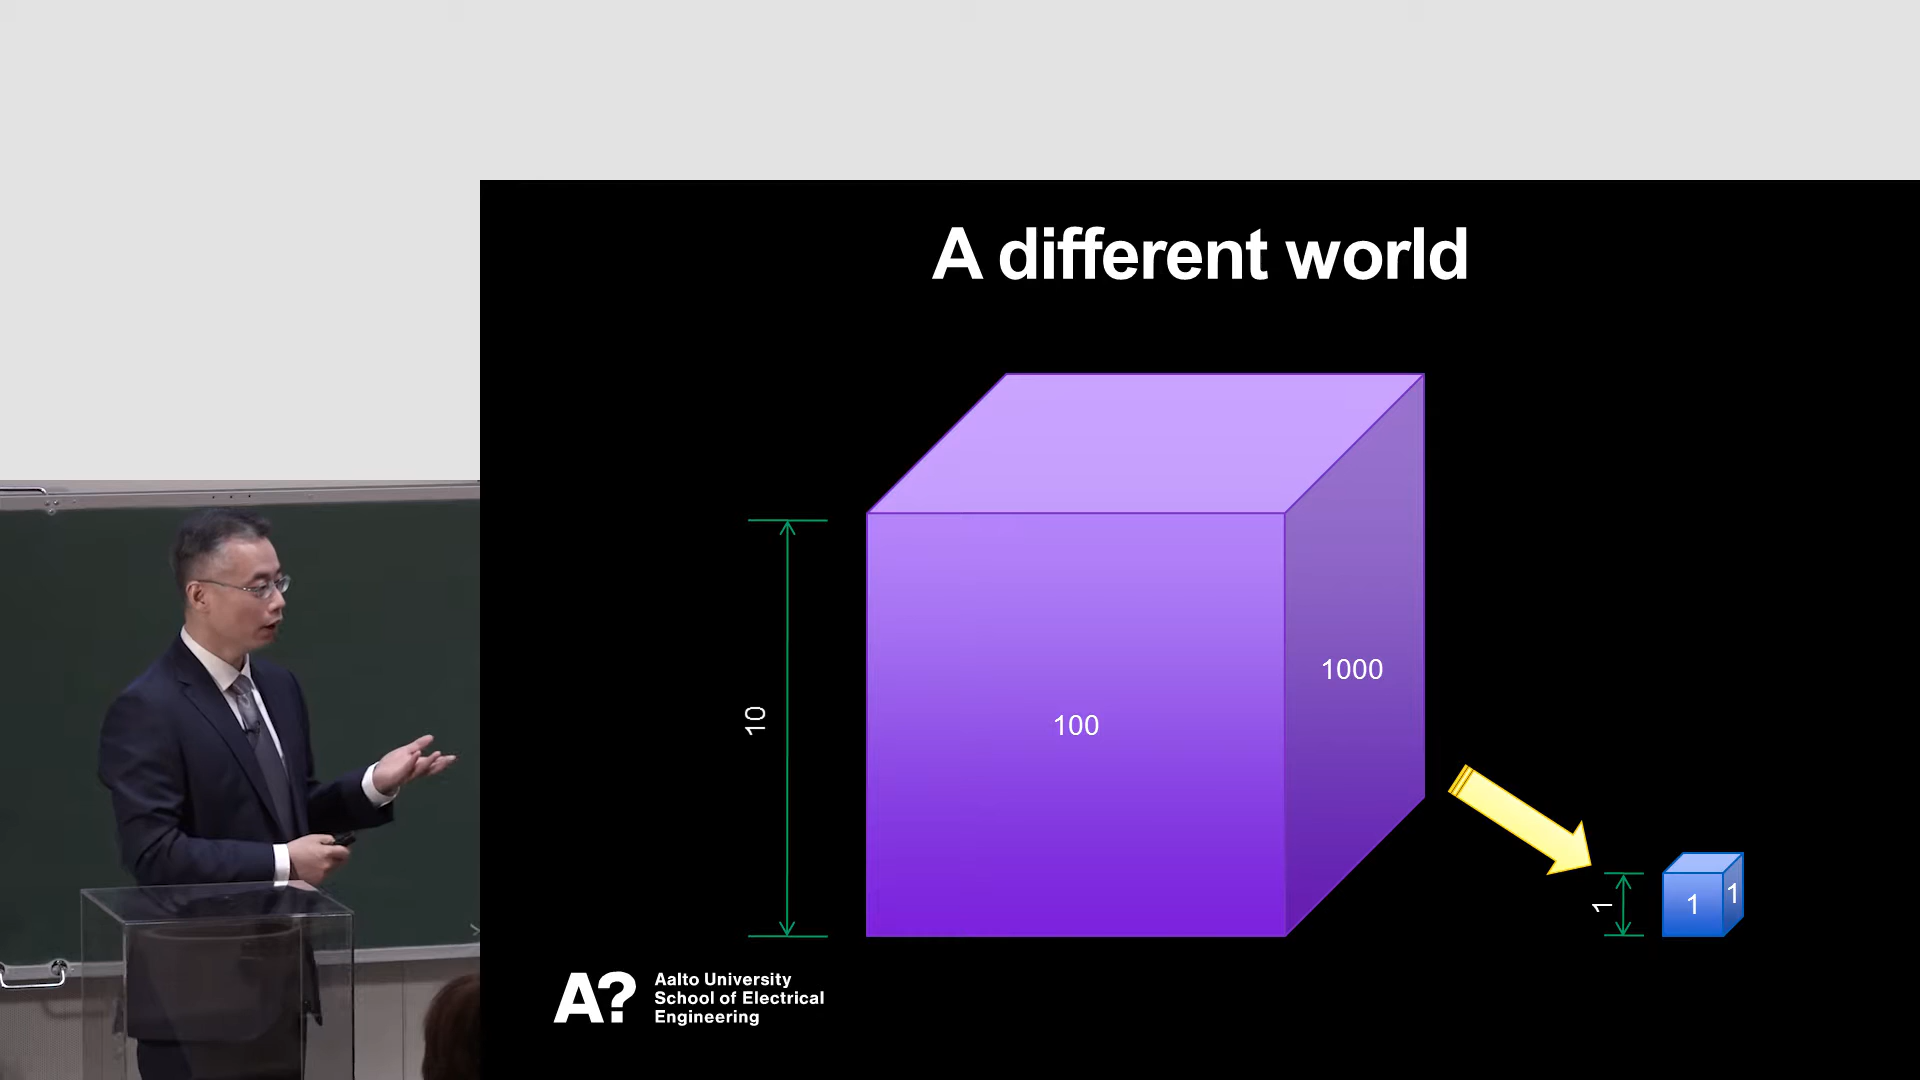 A different world
10
100
1000
1
1
1
A?
Aalto University
School of Electrical
Engineering